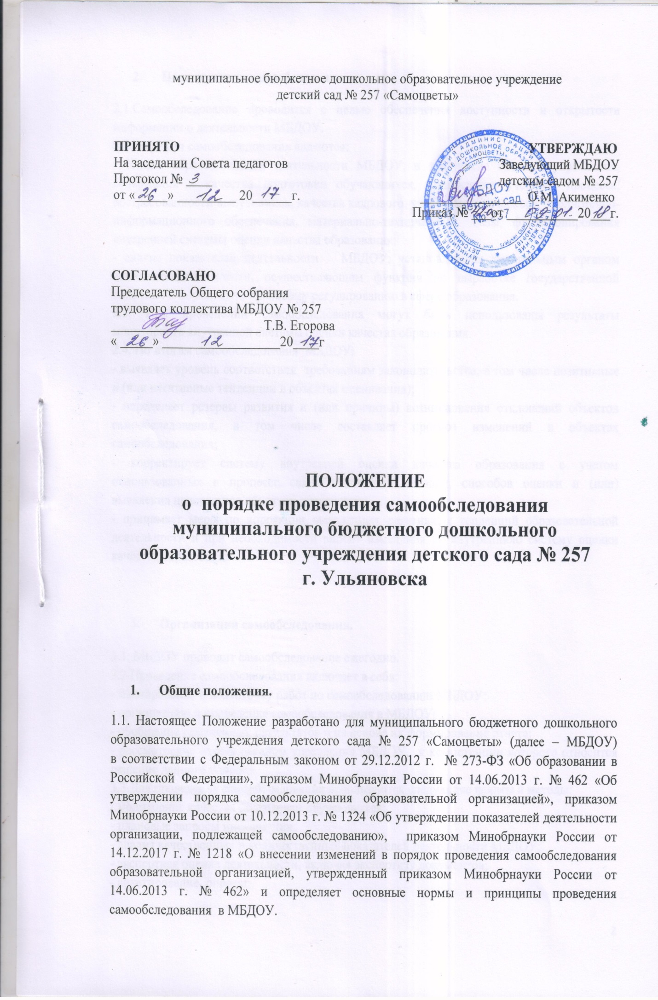 муниципальное бюджетное дошкольное образовательное учреждение
детский сад № 257 «Самоцветы»
ПРИНЯТО
На заседании Совета педагогов
Протокол № 3
от « 26 » 12 20 17 г.
УТВЕРЖДАЮ
Заведующий МБДОУ
детским садом № 257
О.М. Акименко
Приказ № от 09.01. 20 18 г.
МБДОУ
детский сад
СОГЛАСОВАНО
Председатель Общего собрания
трудового коллектива МБДОУ № 257
Т.В. Егорова
« 26 » 12 20 17 г
ПОЛОЖЕНИЕ
о порядке проведения самообследования
муниципального бюджетного дошкольного
образовательного учреждения детского сада № 257
г. Ульяновска
1. Общие положения.
1.1. Настоящее Положение разработано для муниципального бюджетного дошкольного
образовательного учреждения детского сада № 257 «Самоцветы» (далее – МБДОУ)
в соответствии с Федеральным законом от 29.12.2012 г. № 273-ФЗ «Об образовании в
Российской Федерации», приказом Минобрнауки России от 14.06.2013 г. № 462 «Об
утверждении порядка самообследования образовательной организацией», приказом
Минобрнауки России от 10.12.2013 г. № 1324 «Об утверждении показателей деятельности
организации, подлежащей самообследованию», приказом Минобрнауки России от
14.12.2017 г. № 1218 «О внесении изменений в порядок проведения самообследования
образовательной организацией, утвержденный приказом Минобрнауки России от
14.06.2013 г. № 462» и определяет основные нормы и принципы проведения
самообследования в МБДОУ.